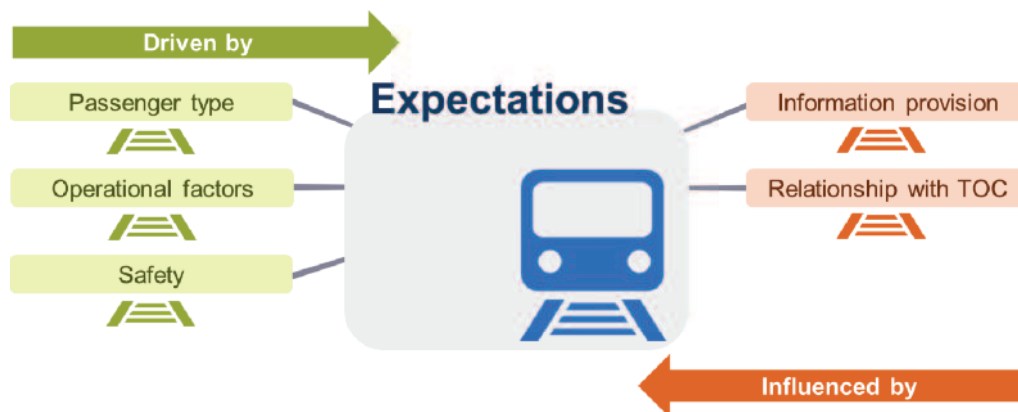 Driven by
Expectations
Passenger type
Operational factors
Safety
Information provision
Relationship with TOC
Influenced by